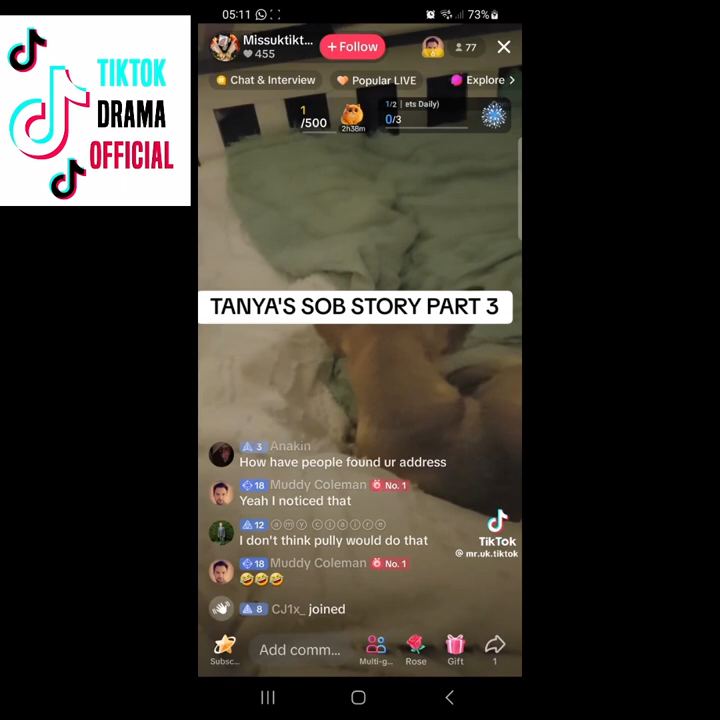 TIKTOK
DRAMA
OFFICIAL
05:11
73%
Missuktikt...
+ Follow
455
77
Chat & Interview
Popular LIVE
Explore >
1
/500
2h38m
1/2 | ets Daily)
0/3
TANYA'S SOB STORY PART 3
3 Anakin
How have people found ur address
18 Muddy Coleman No. 1
Yeah I noticed that
12 ⓐⓜⓨ ⓒⓛⓐⓘⓡⓔ
I don't think pully would do that
18 Muddy Coleman No. 1
🤣🤣🤣
8 CJ1x_ joined
TikTok
@ mr.uk.tiktok
Add comm...
Subsc...
Multi-g...
Rose
Gift
1